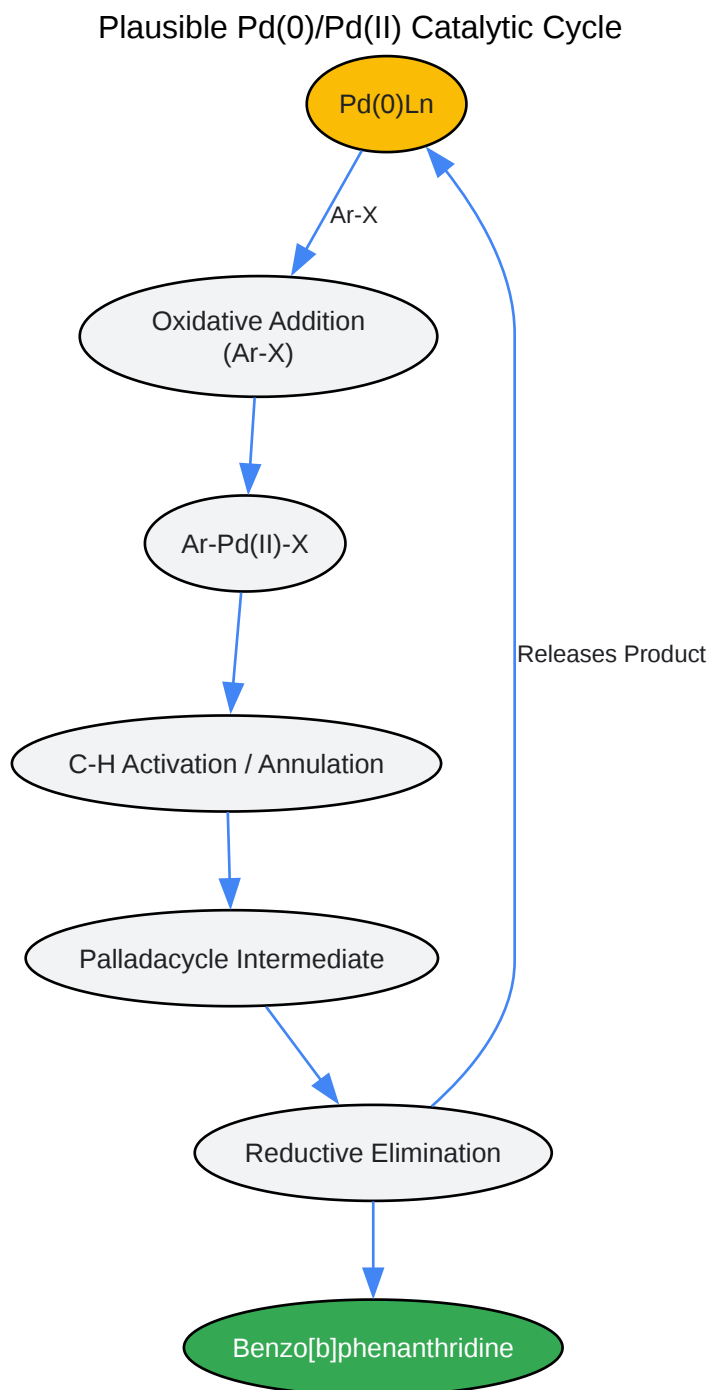 Plausible Pd(0)/Pd(II) Catalytic Cycle
Pd(0)Ln
Ar-X
Oxidative Addition
(Ar-X)
Ar-Pd(II)-X
Releases Product
C-H Activation / Annulation
Palladacycle Intermediate
Reductive Elimination
Benzo[b]phenanthridine